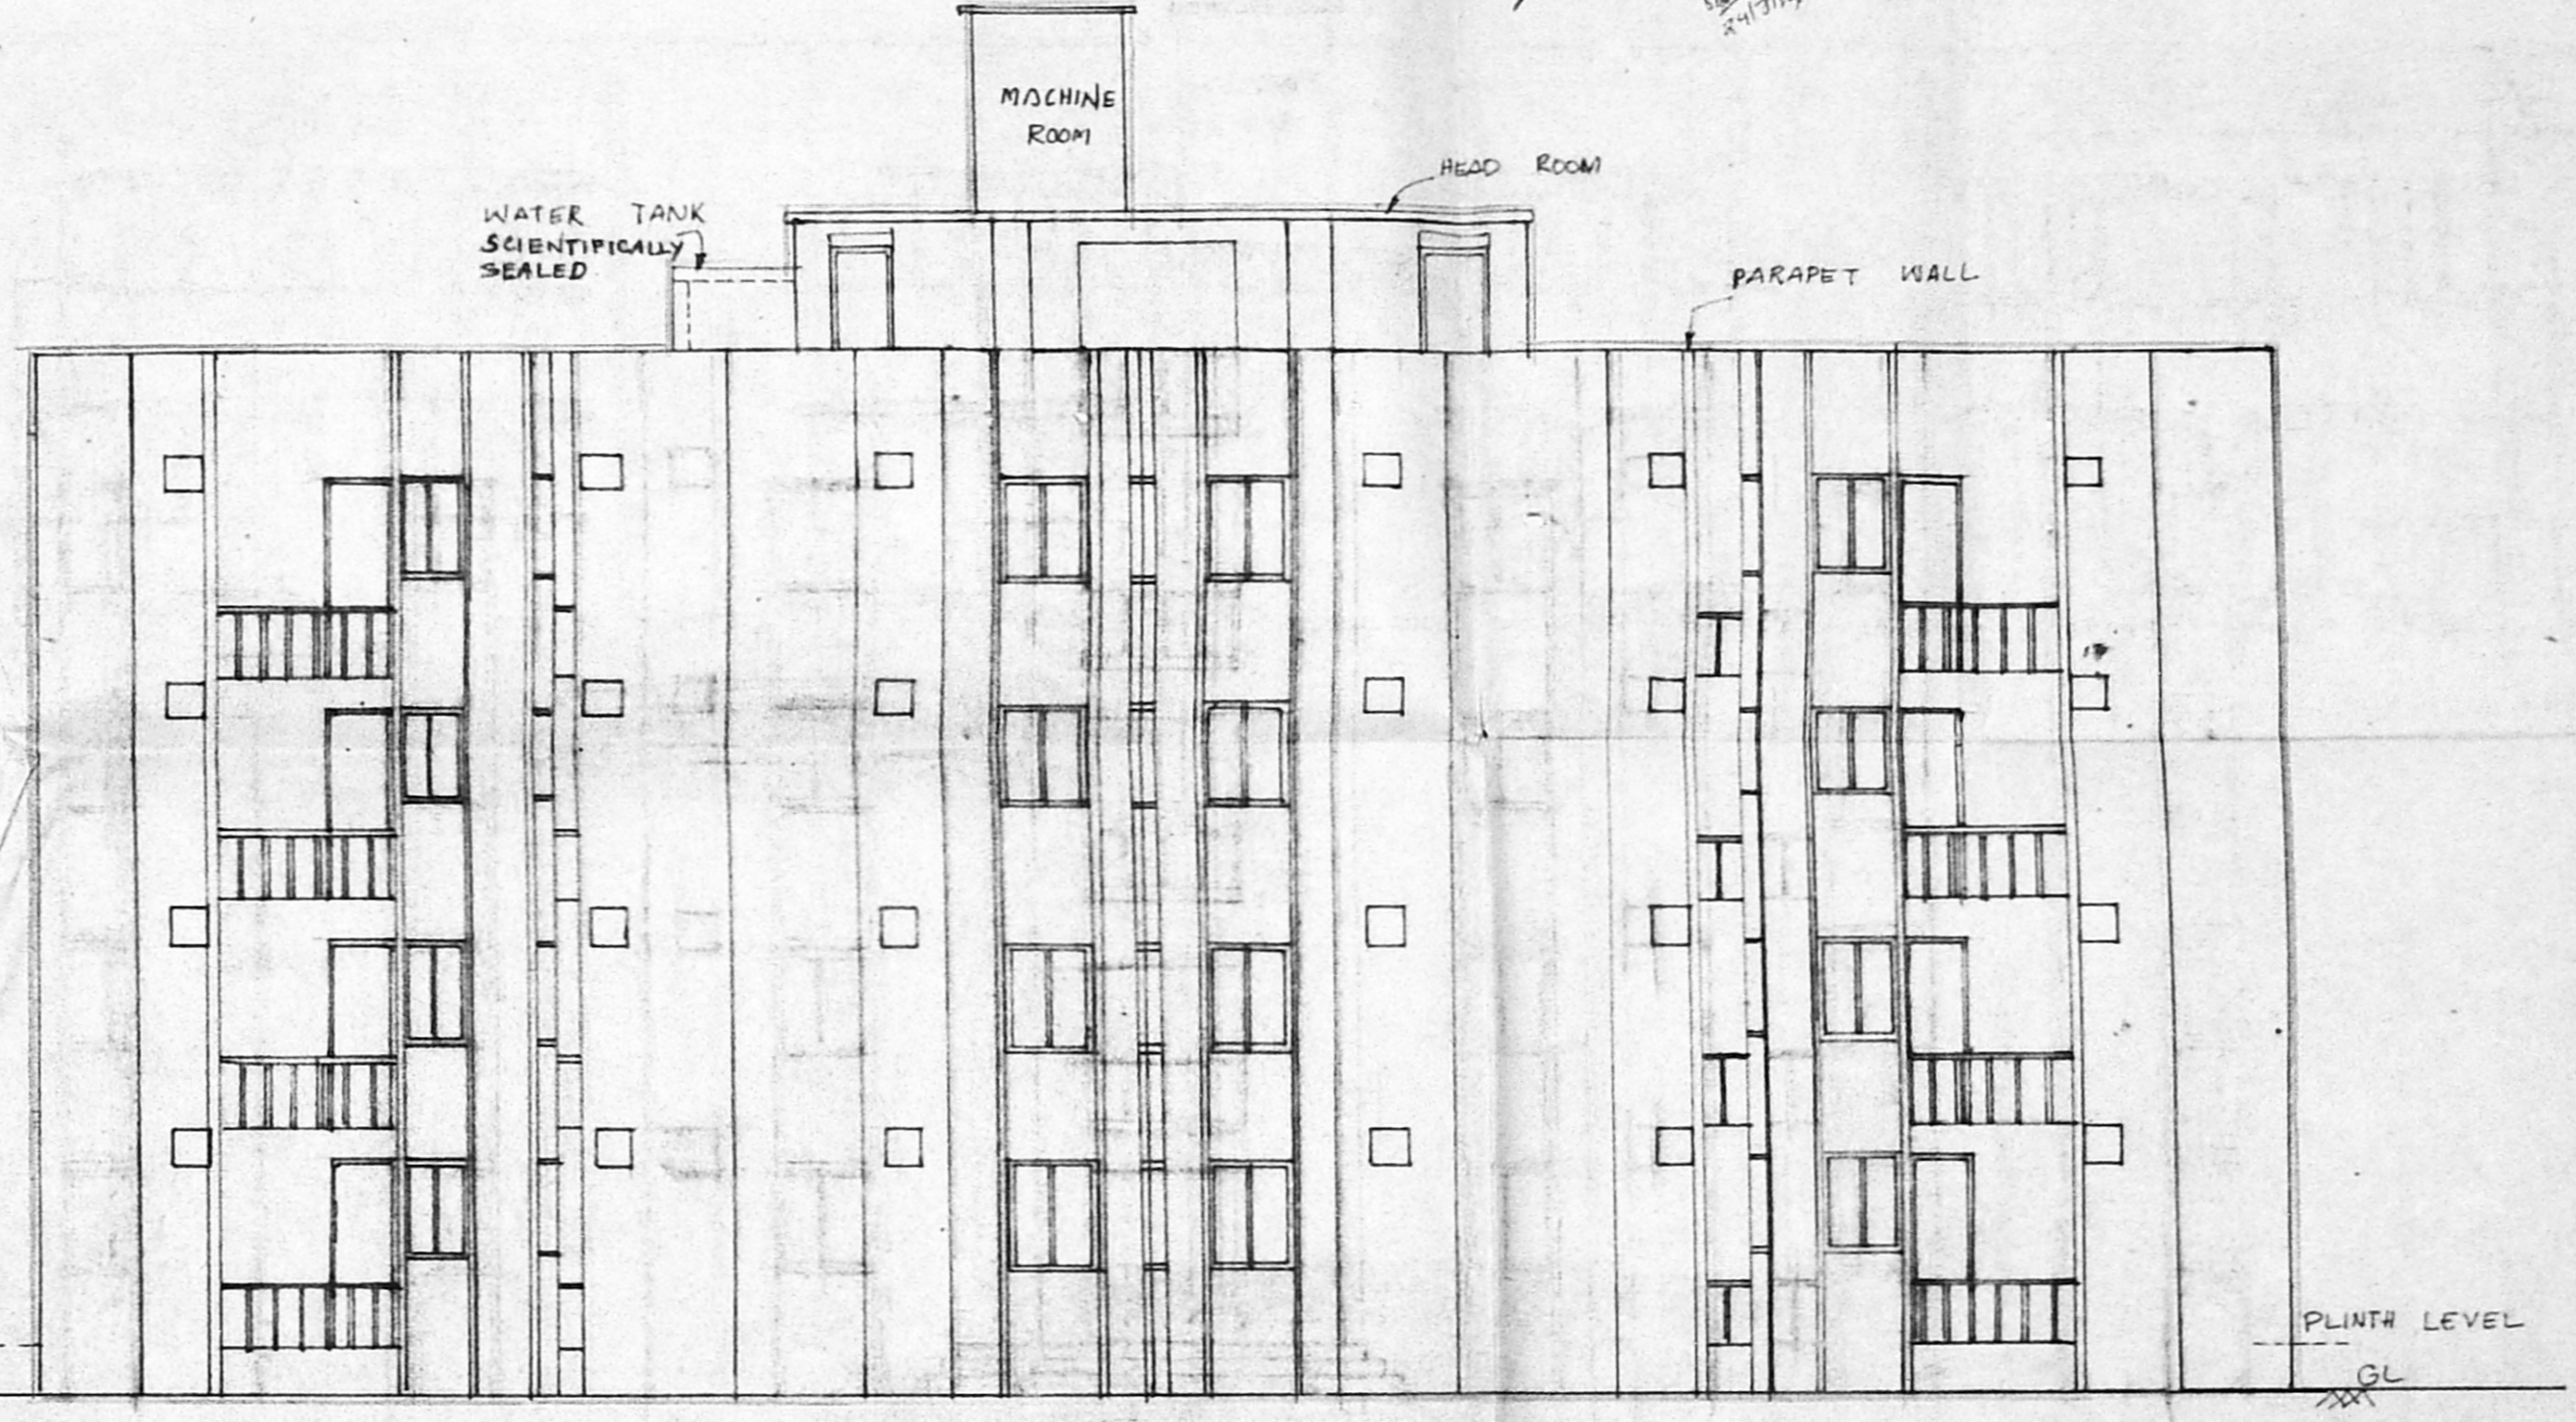 MACHINE
ROOM
HEAD ROOM
WATER TANK
SCIENTIFICALLY
SEALED
PARAPET WALL
PLINTH LEVEL
GL